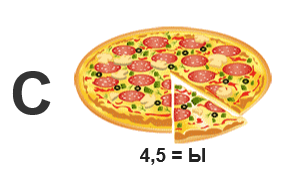 С
4,5 = Ы